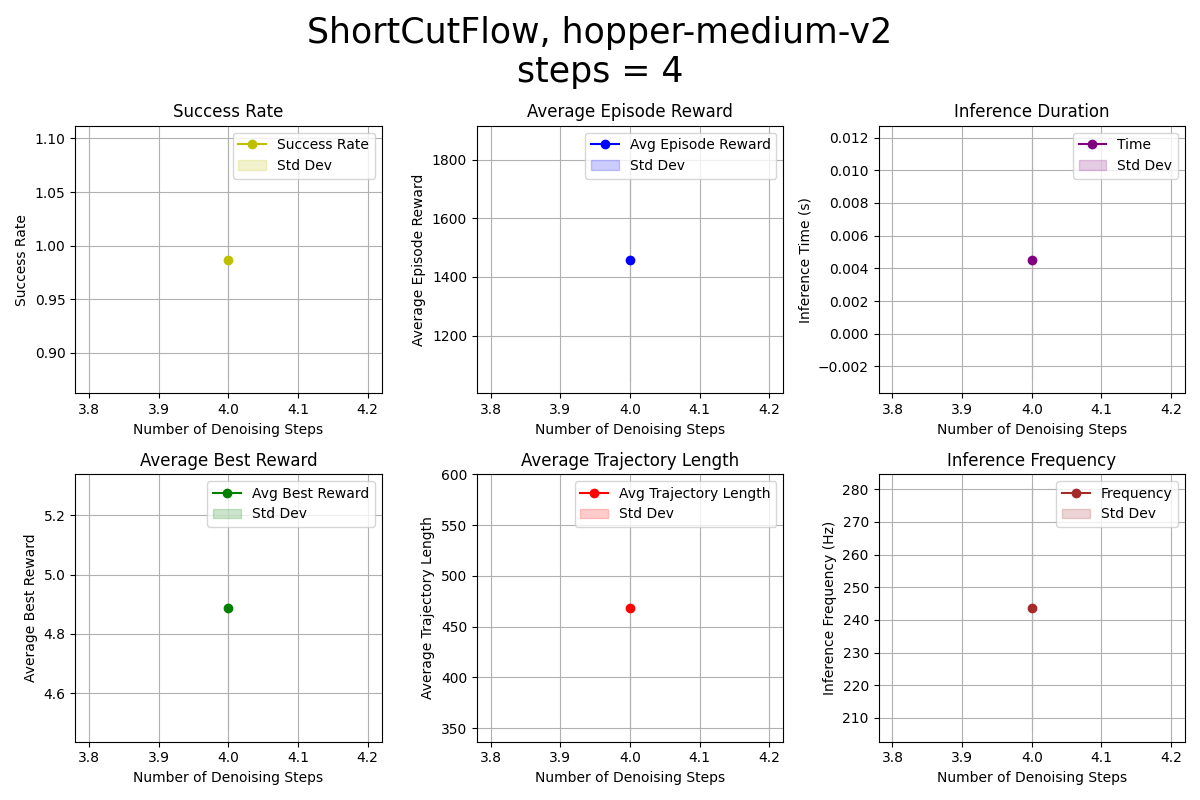 ShortCutFlow, hopper-medium-v2
steps = 4
Success Rate
Success Rate
1.10
1.05
1.00
0.95
0.90
Success Rate
Std Dev
3.8 3.9 4.0 4.1 4.2
Number of Denoising Steps
Average Episode Reward
Average Episode Reward
1800
1600
1400
1200
Avg Episode Reward
Std Dev
3.8 3.9 4.0 4.1 4.2
Number of Denoising Steps
Inference Duration
Inference Time (s)
0.012
0.010
0.008
0.006
0.004
0.002
0.000
−0.002
Time
Std Dev
3.8 3.9 4.0 4.1 4.2
Number of Denoising Steps
Average Best Reward
Average Best Reward
5.2
5.0
4.8
4.6
Avg Best Reward
Std Dev
3.8 3.9 4.0 4.1 4.2
Number of Denoising Steps
Average Trajectory Length
Average Trajectory Length
600
550
500
450
400
350
Avg Trajectory Length
Std Dev
3.8 3.9 4.0 4.1 4.2
Number of Denoising Steps
Inference Frequency
Inference Frequency (Hz)
280
270
260
250
240
230
220
210
Frequency
Std Dev
3.8 3.9 4.0 4.1 4.2
Number of Denoising Steps